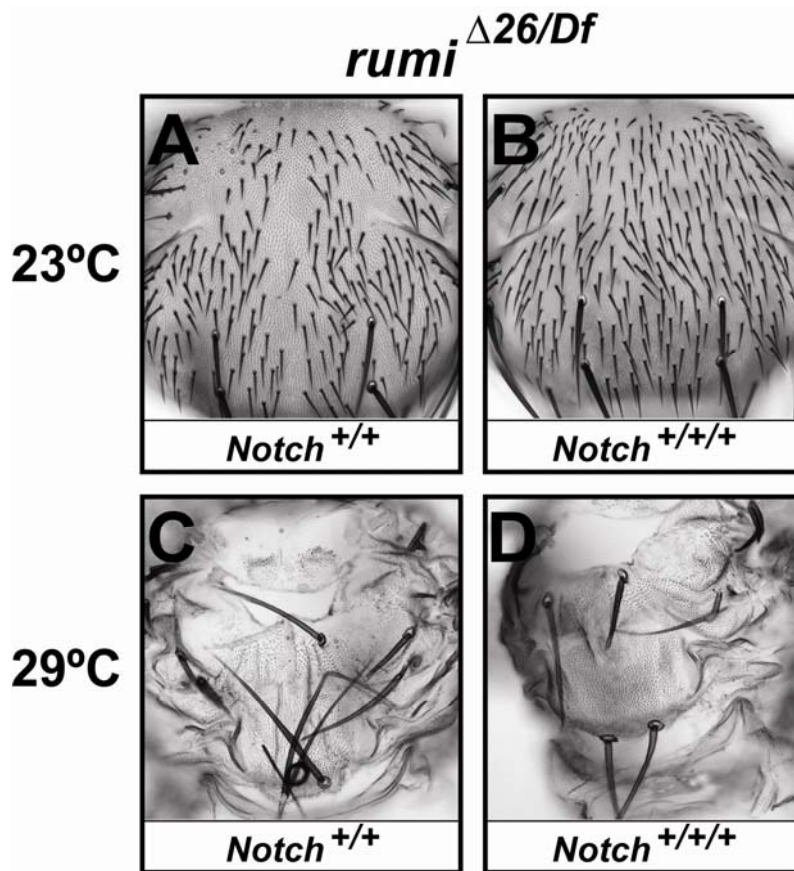 rumi Δ26/Df
A
B
23ºC
Notch +/+
Notch +/+/+
C
D
29ºC
Notch +/+
Notch +/+/+